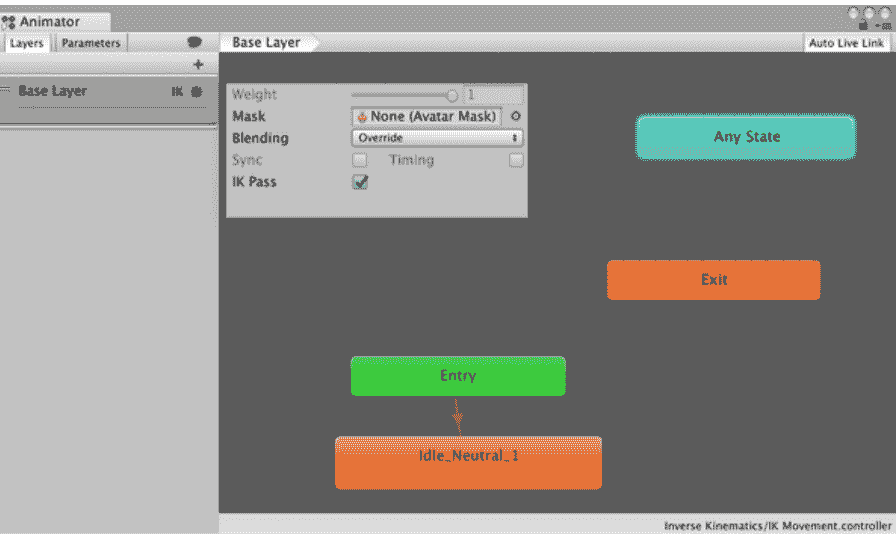 Animator
Layers Parameters
Base Layer
Auto Live Link
+
Base Layer IK
Weight 1
Mask None (Avatar Mask)
Blending Override
Sync Timing
IK Pass
Any State
Exit
Entry
Idle_Neutral_1
Inverse Kinematics/IK Movement.controller